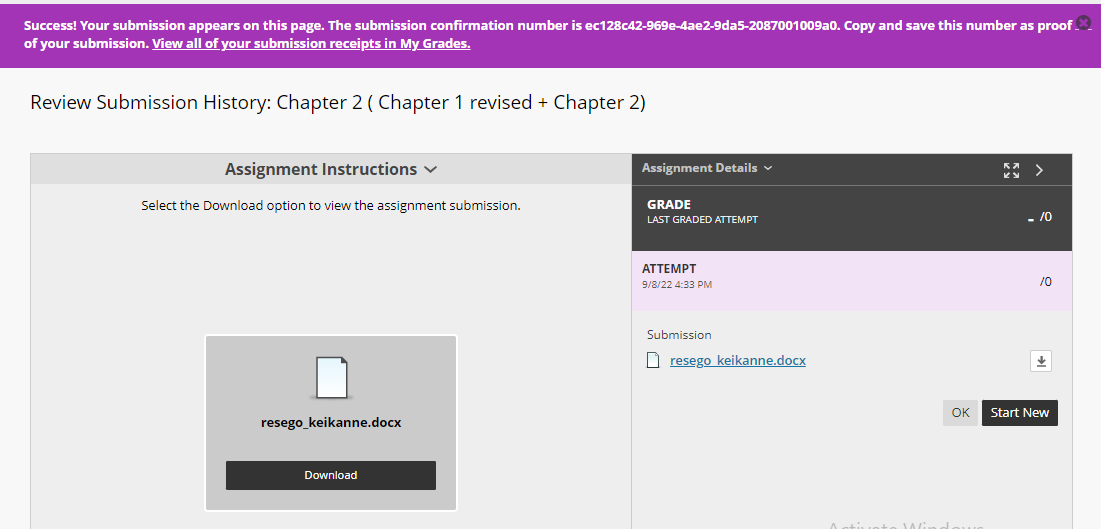 Success! Your submission appears on this page. The submission confirmation number is ec128c42-969e-4ae2-9da5-2087001009a0. Copy and save this number as proof
of your submission. View all of your submission receipts in My Grades.
Review Submission History: Chapter 2 ( Chapter 1 revised + Chapter 2)
Assignment Instructions
Select the Download option to view the assignment submission.
resego_keikanne.docx
Download
Assignment Details
GRADE
LAST GRADED ATTEMPT
- /0
ATTEMPT
9/8/22 4:33 PM
/0
Submission
resego_keikanne.docx
OK
Start New
Activate Windows